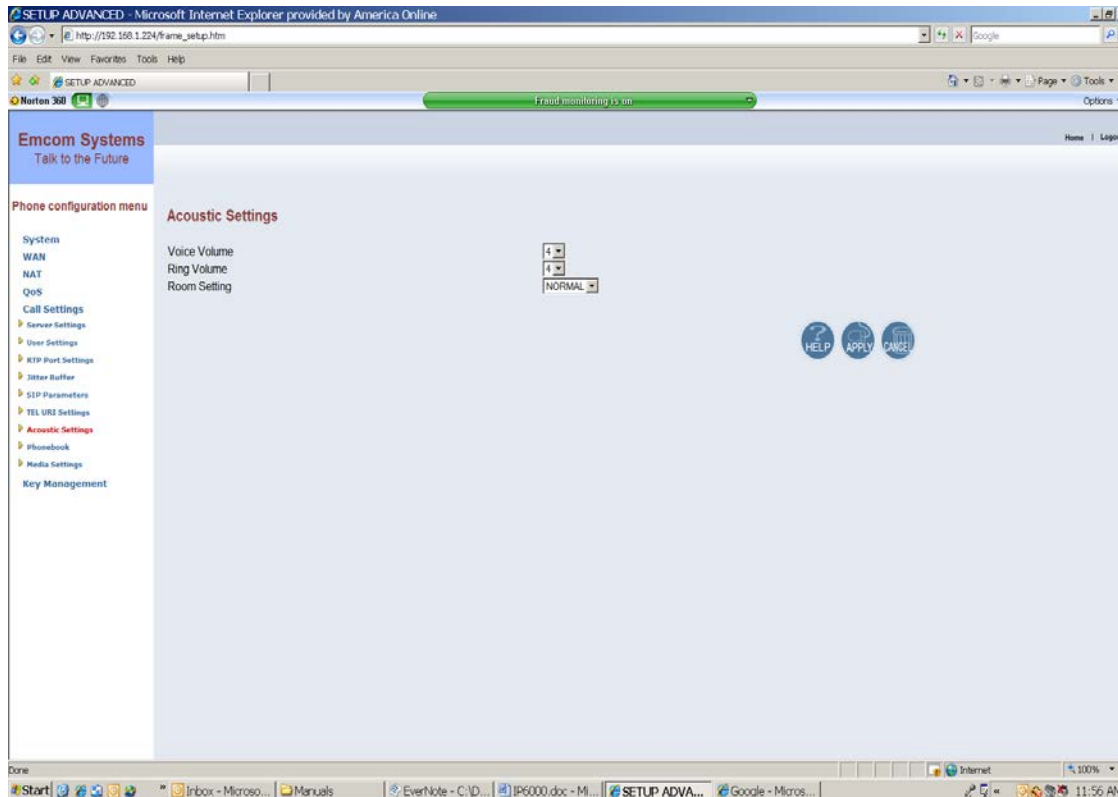 SETUP ADVANCED - Microsoft Internet Explorer provided by America Online
http://192.168.1.224/frame_setup.htm
Google
File Edit View Favorites Tools Help
SETUP ADVANCED
Page Tools
Norton 360
Fraud monitoring is on
Options
Emcom Systems
Talk to the Future
Home | Logo
Phone configuration menu
Acoustic Settings
System
WAN
NAT
QoS
Call Settings
Server Settings
User Settings
RTP Port Settings
Jitter Buffer
SIP Parameters
TEL URI Settings
Acoustic Settings
Phonebook
Media Settings
Key Management
Voice Volume 4
Ring Volume 4
Room Setting NORMAL
HELP APPLY CANCEL
Done
Internet
100%
Start
Inbox - Microso...
Manuals
EverNote - C:\D...
IP6000.doc - Mi...
SETUP ADVA...
Google - Micros...
11:56 A